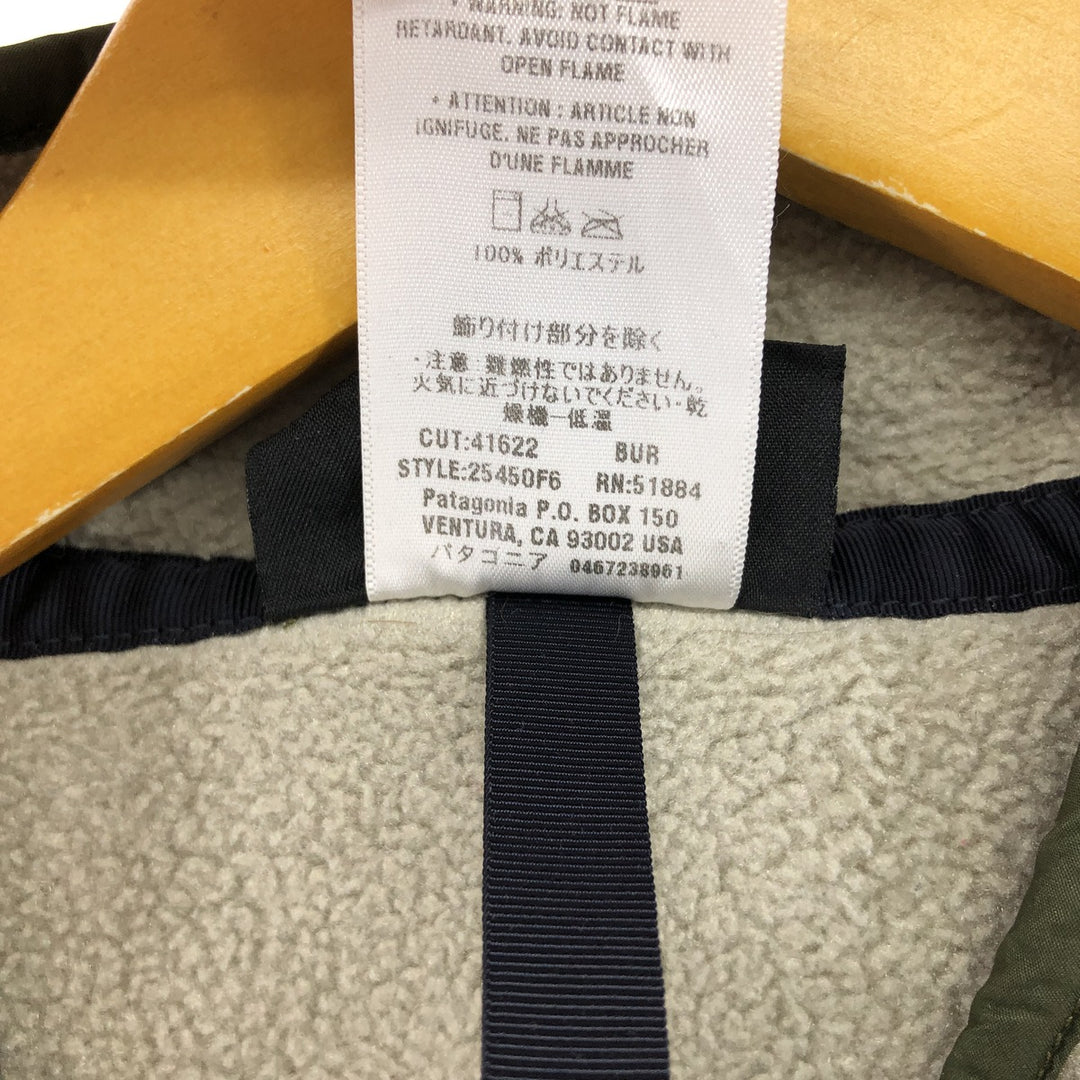 • WARNING: NOT FLAME
RETARDANT. AVOID CONTACT WITH
OPEN FLAME
• ATTENTION : ARTICLE NON
IGNIFUGE. NE PAS APPROCHER
D'UNE FLAMME
100% ポリエステル
飾り付け部分を除く
・注意：難燃性ではありません。
火気に近づけないでください・乾
燥機ー低温
CUT:41622 BUR
STYLE:25450F6 RN:51884
Patagonia P.O. BOX 150
VENTURA, CA 93002 USA
パタゴニア 0467238961